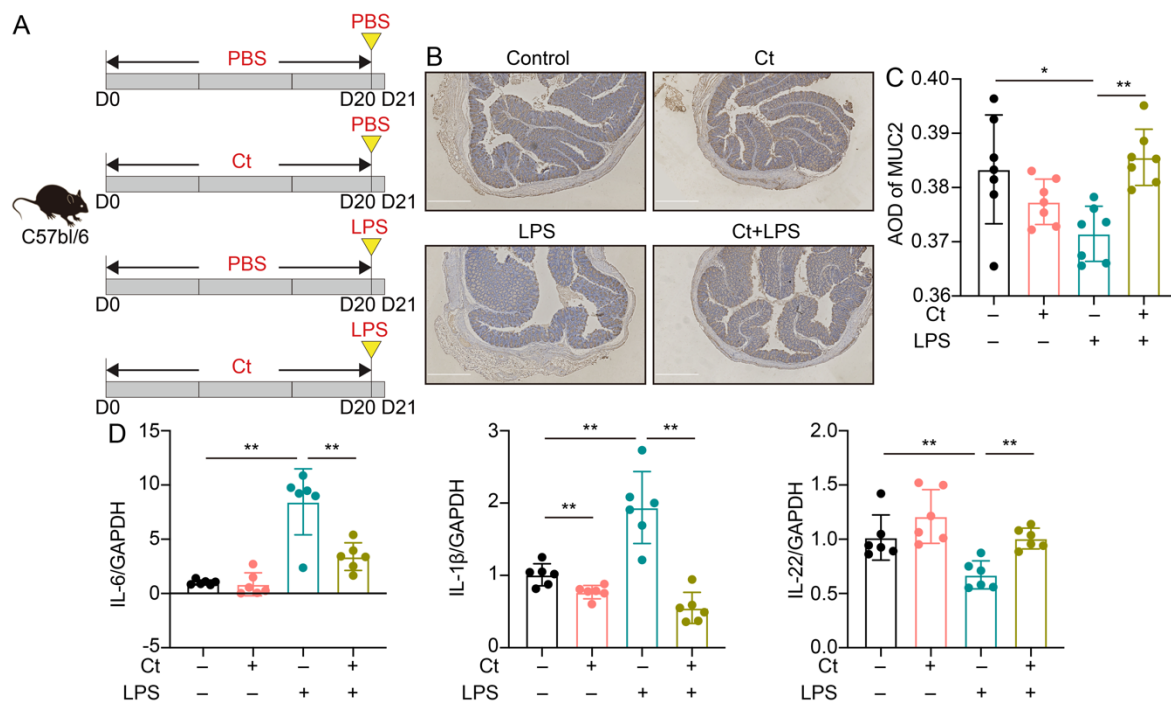 A
PBS
PBS
D0
D20 D21
PBS
Ct
D0
D20 D21
C57bl/6
LPS
PBS
D0
D20 D21
LPS
Ct
D0
D20 D21
B
Control
Ct
LPS
Ct+LPS
C
AOD of MUC2
0.40
0.39
0.38
0.37
0.36
*
**
Ct – + – +
LPS – – + +
D
IL-6/GAPDH
15
10
5
0
-5
**
**
Ct – + – +
LPS – – + +
IL-1β/GAPDH
3
2
1
0
**
**
**
Ct – + – +
LPS – – + +
IL-22/GAPDH
2.0
1.5
1.0
0.5
0.0
**
**
Ct – + – +
LPS – – + +